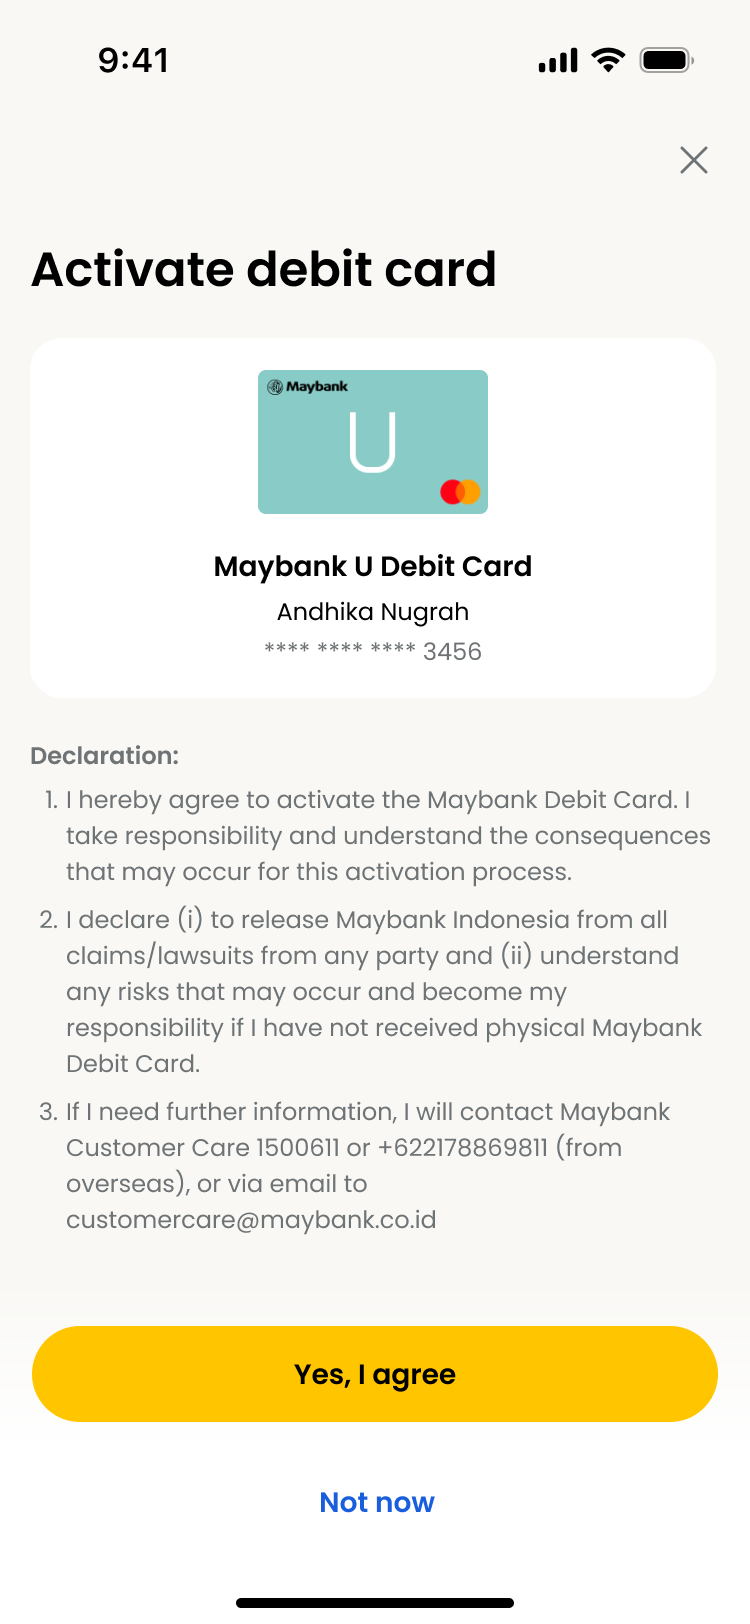 9:41
Activate debit card
Maybank
U
Maybank U Debit Card
Andhika Nugrah
**** **** **** 3456
Declaration:
1. I hereby agree to activate the Maybank Debit Card. I
take responsibility and understand the consequences
that may occur for this activation process.
2. I declare (i) to release Maybank Indonesia from all
claims/lawsuits from any party and (ii) understand
any risks that may occur and become my
responsibility if I have not received physical Maybank
Debit Card.
3. If I need further information, I will contact Maybank
Customer Care 1500611 or +622178869811 (from
overseas), or via email to
customercare@maybank.co.id
Yes, I agree
Not now